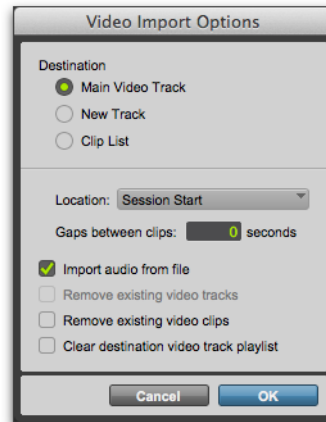 Video Import Options
Destination
Main Video Track
New Track
Clip List
Location: Session Start
Gaps between clips: 0 seconds
Import audio from file
Remove existing video tracks
Remove existing video clips
Clear destination video track playlist
Cancel OK